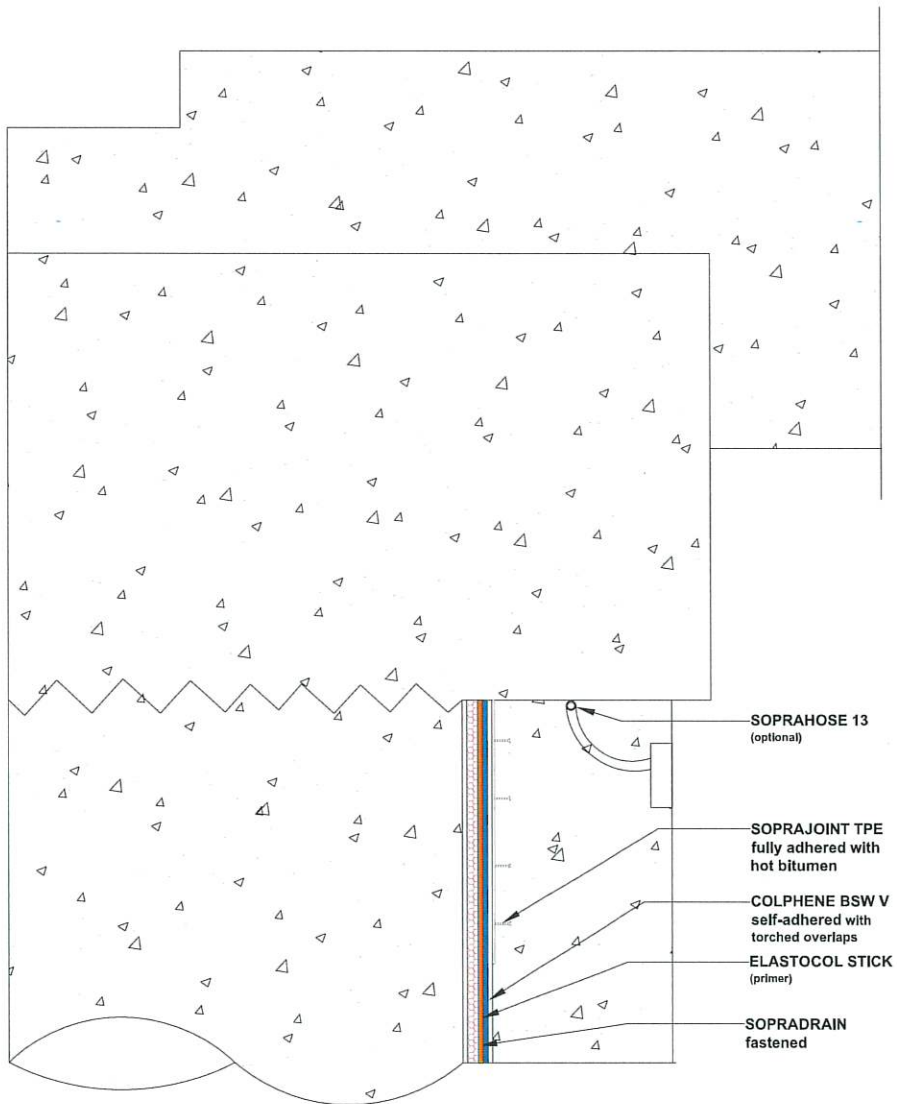 SOPRAHOSE 13
(optional)
SOPRAJOINT TPE
fully adhered with
hot bitumen
COLPHENE BSW V
self-adhered with
torched overlaps
ELASTOCOL STICK
(primer)
SOPRADRAIN
fastened